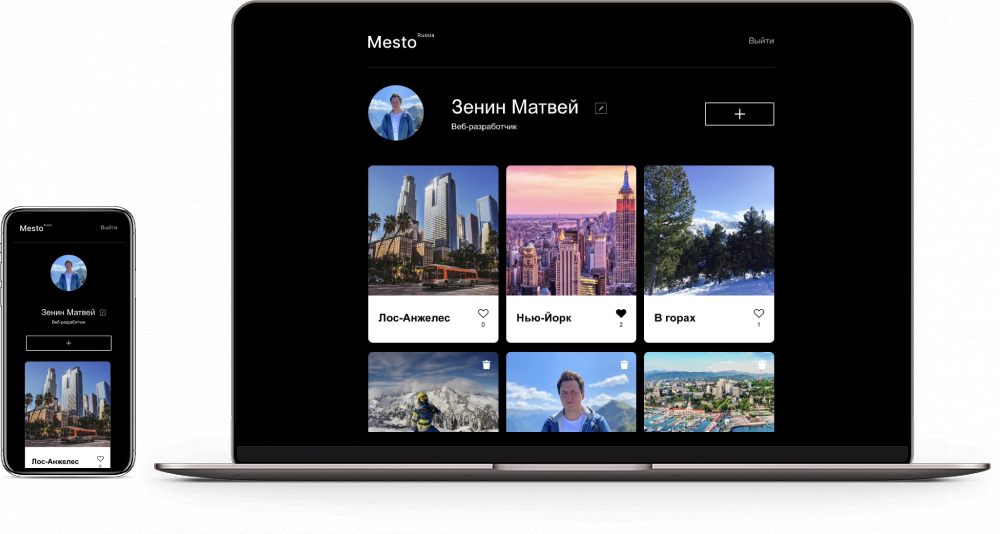 Mesto Russia
Выйти
Зенин Матвей
Веб-разработчик
+
Лос-Анжелес
0
Нью-Йорк
2
В горах
1
Mesto Russia
Выйти
Зенин Матвей
Веб-разработчик
+
Лос-Анжелес